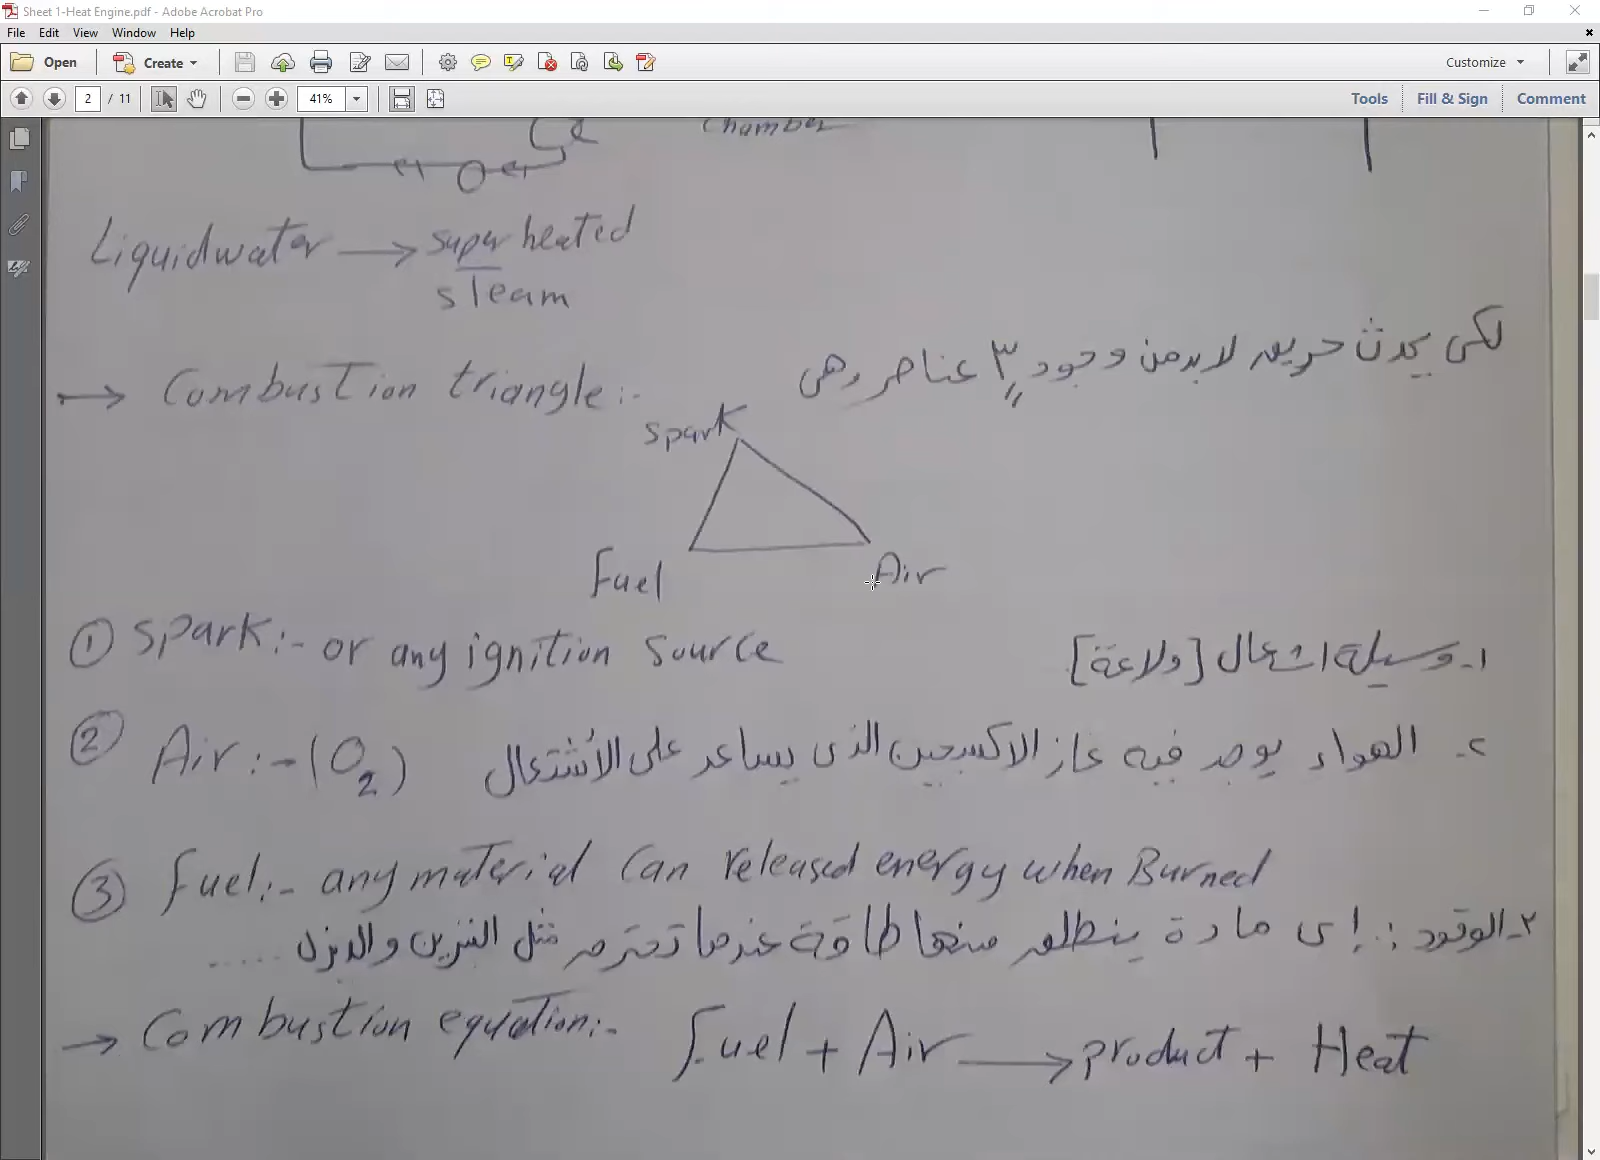 Sheet 1-Heat Engine.pdf - Adobe Acrobat Pro
File Edit View Window Help
Open Create Customize
2 / 11 41% Tools Fill & Sign Comment
Chamber
Liquid water → super heated
steam
→ Combustion triangle:-
لكى يحدث حريق لابد من وجود ٣ عناصر وهى
spark
Fuel
Air
① spark:- or any ignition source
١- وسيلة اشعال [ولاعة]
② Air:- (O2)
٢- الهواء يوجد فيه غاز الاكسجين الذى يساعد على الأشتعال
③ Fuel:- any material Can released energy when Burned
٣- الوقود :- إى مادة ينطلق منها طاقة عندما تحترق مثل البنزين والديزل .....
→ Combustion equation:- Fuel + Air → product + Heat